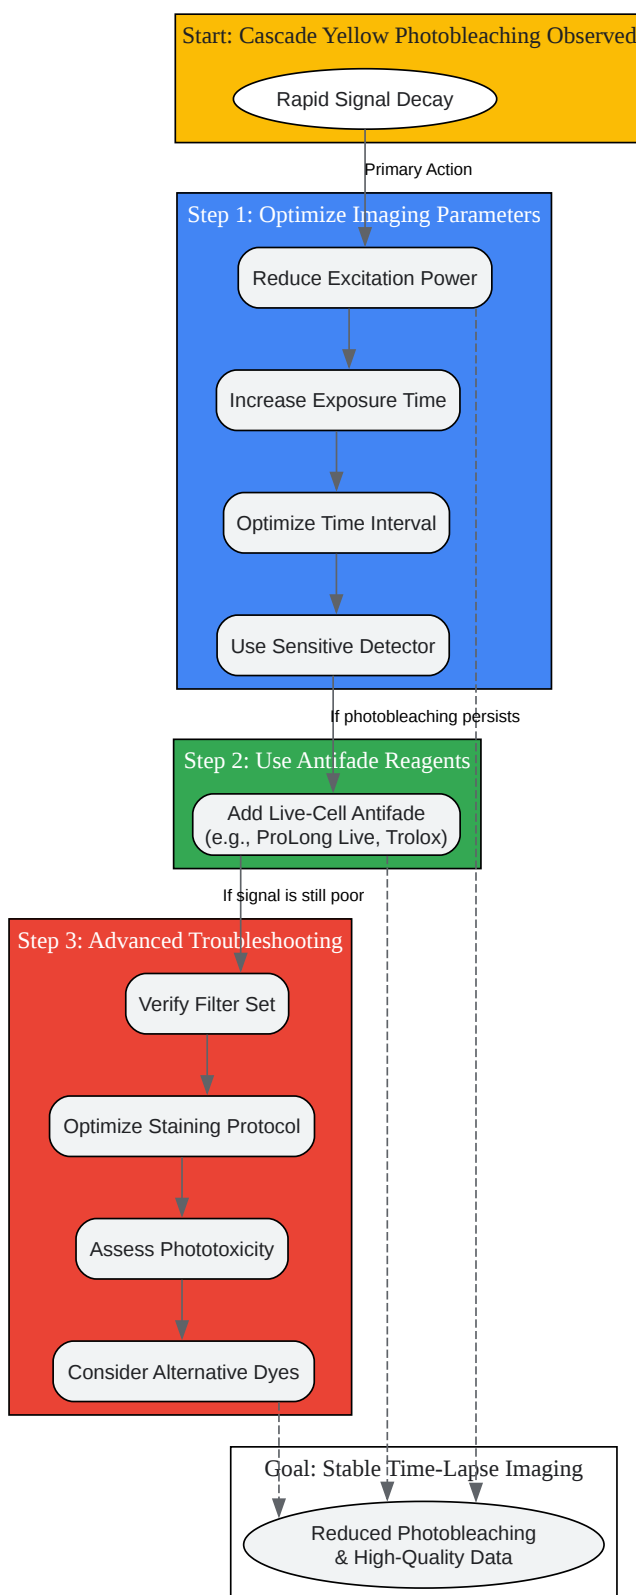 Start: Cascade Yellow Photobleaching Observed
Rapid Signal Decay
Primary Action
Step 1: Optimize Imaging Parameters
Reduce Excitation Power
Increase Exposure Time
Optimize Time Interval
Use Sensitive Detector
If photobleaching persists
Step 2: Use Antifade Reagents
Add Live-Cell Antifade
(e.g., ProLong Live, Trolox)
If signal is still poor
Step 3: Advanced Troubleshooting
Verify Filter Set
Optimize Staining Protocol
Assess Phototoxicity
Consider Alternative Dyes
Goal: Stable Time-Lapse Imaging
Reduced Photobleaching
& High-Quality Data